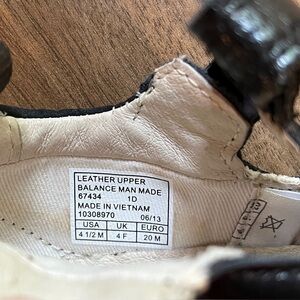 LEATHER UPPER
BALANCE MAN MADE
67434 1D
MADE IN VIETNAM
10308970 06/13
USA UK EURO
4 1/2 M 4 F 20 M